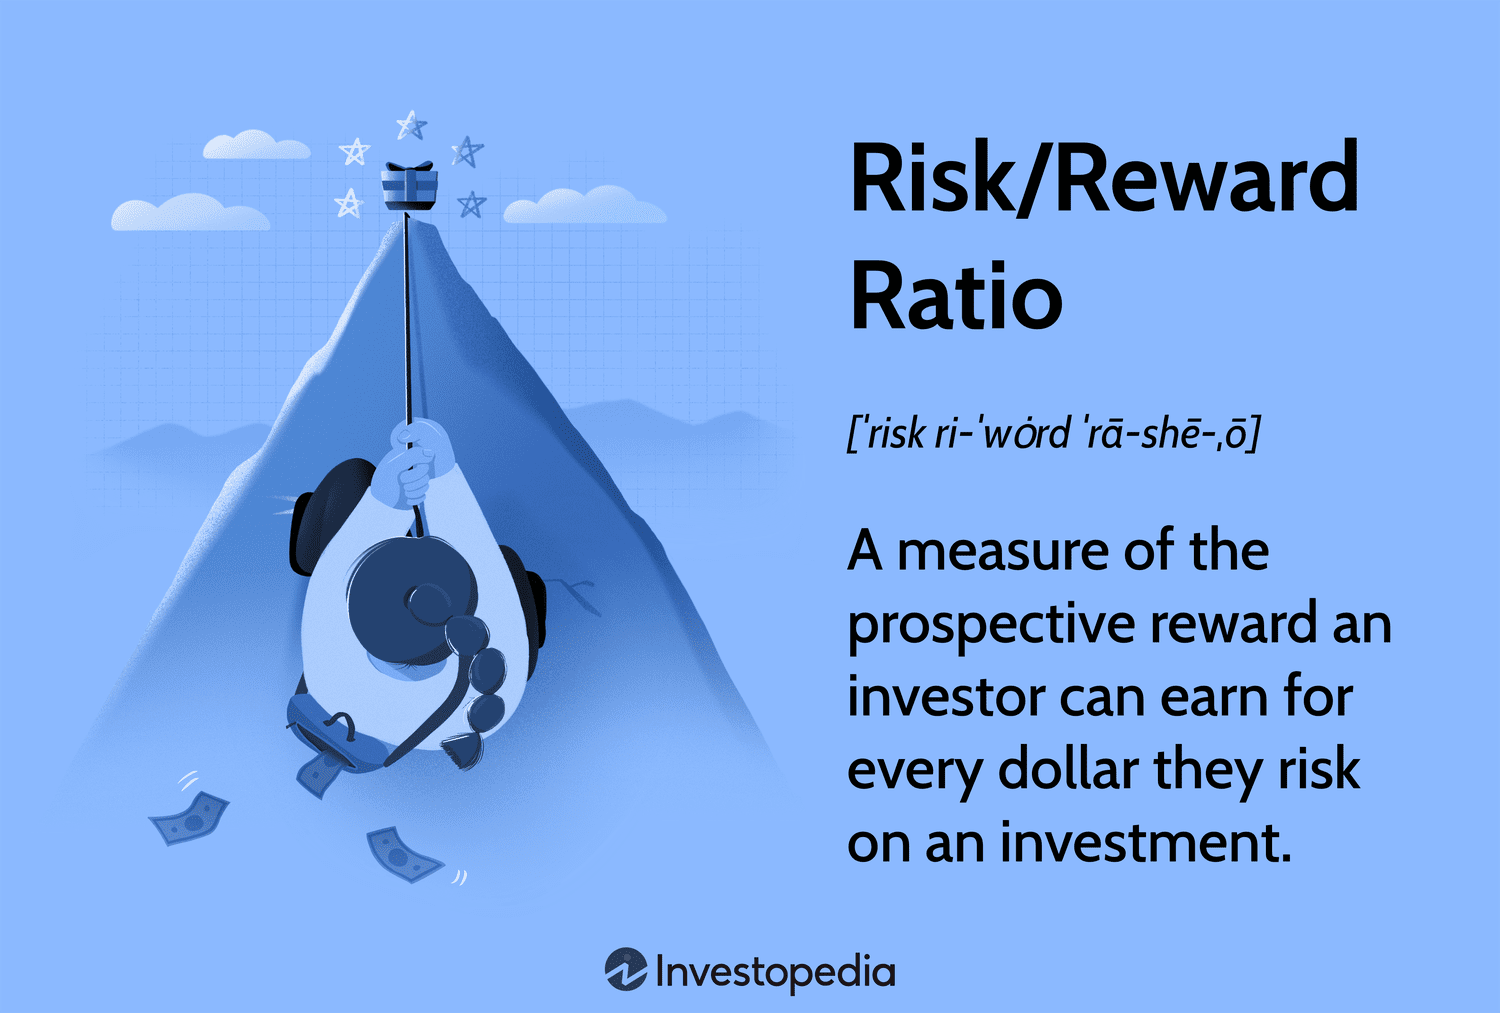 Risk/Reward
Ratio
[ˈrisk ri-ˈwȯrd ˈrā-shē-ˌō]
A measure of the
prospective reward an
investor can earn for
every dollar they risk
on an investment.
Investopedia